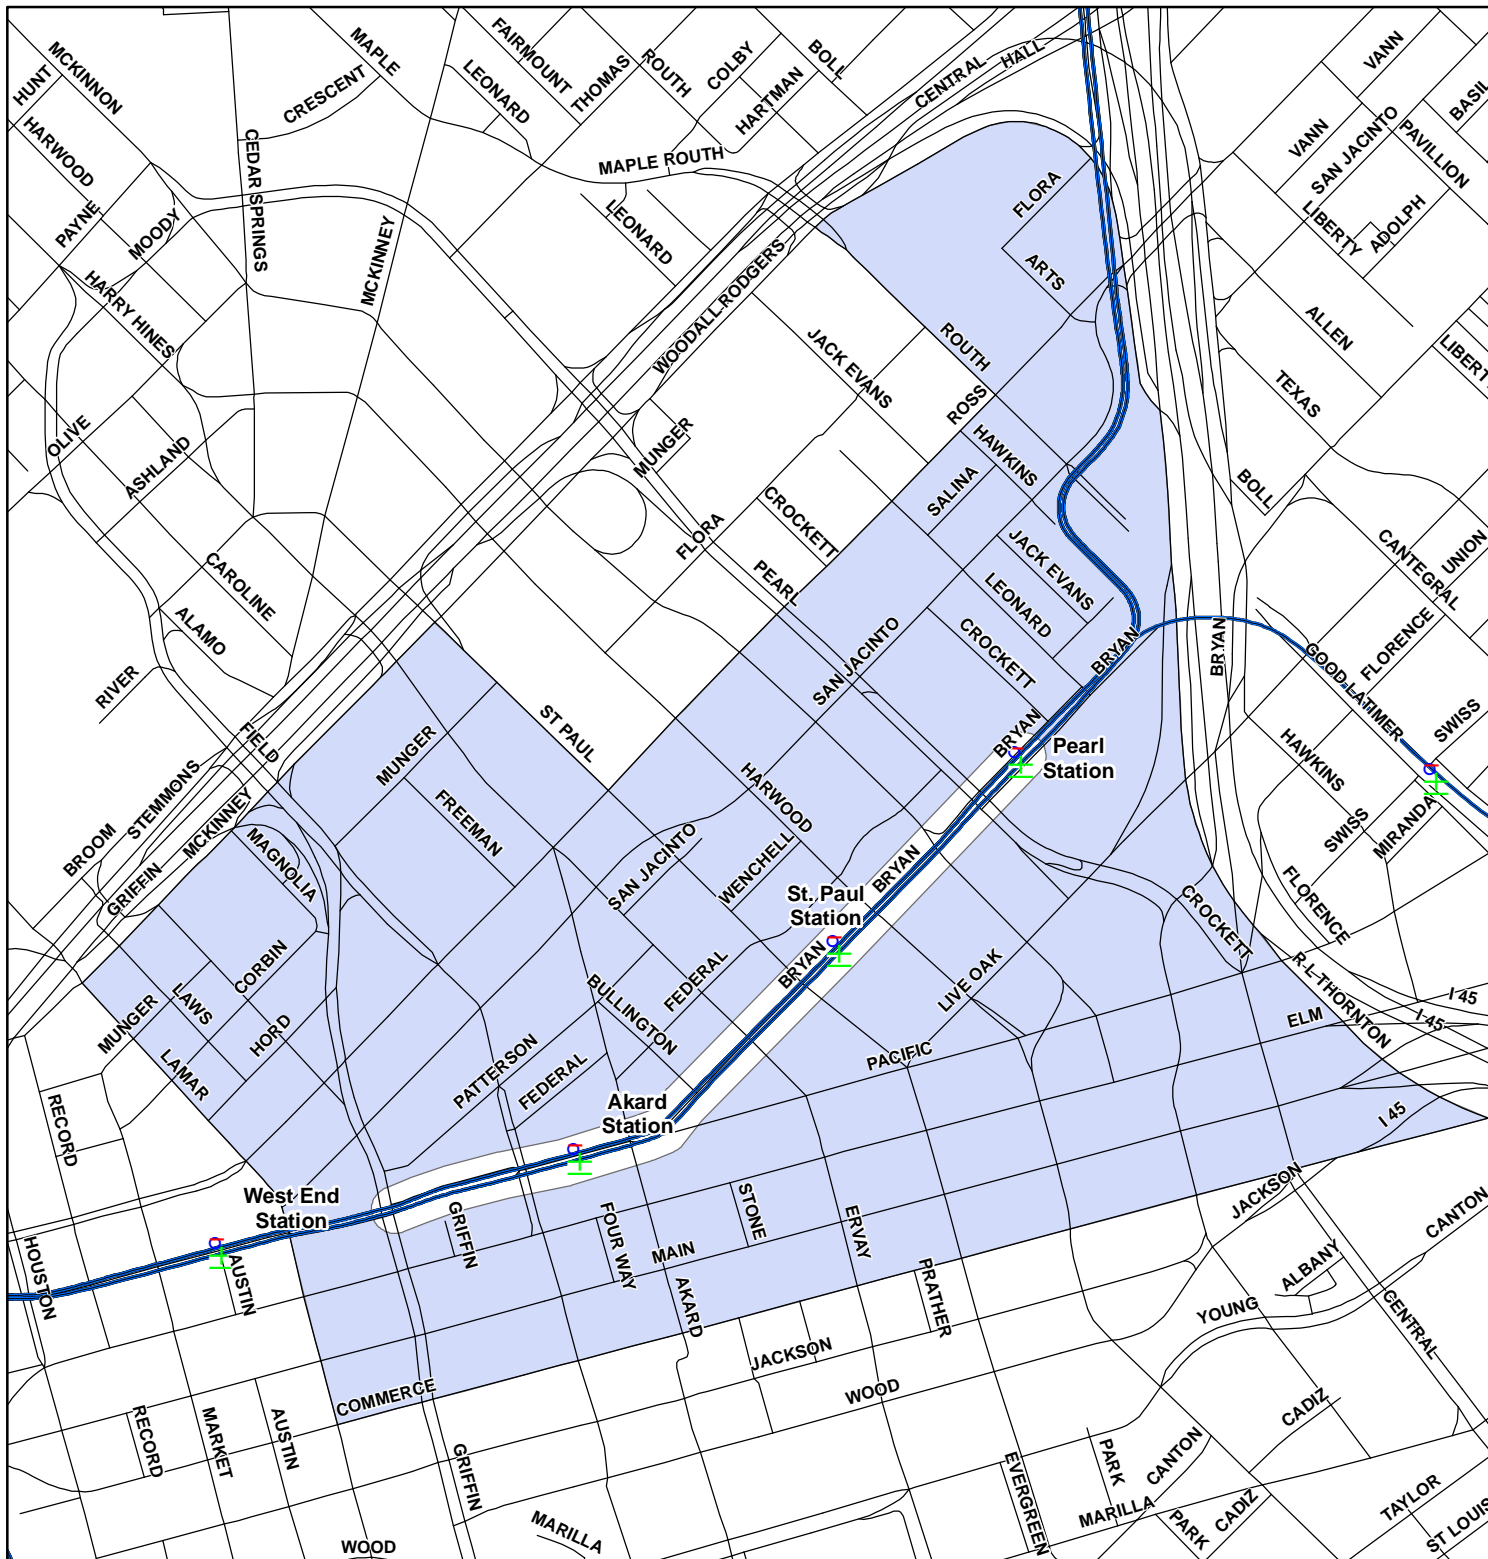 MCKINNON
MAPLE
FAIRMOUNT
ROUTH
COLBY
BOLL
HALL
VANN
HUNT
CRESCENT
LEONARD
THOMAS
HARTMAN
CENTRAL
BASIL
HARWOOD
CEDAR SPRINGS
MAPLE ROUTH
VANN
SAN JACINTO
PAVILLION
PAYNE
MOODY
MCKINNEY
LEONARD
FLORA
LIBERTY
ADOLPH
HARRY HINES
WOODALL RODGERS
ARTS
ALLEN
JACK EVANS
ROUTH
LIBERT
OLIVE
ASHLAND
MUNGER
ROSS
TEXAS
HAWKINS
SALINA
BOLL
CROCKETT
FLORA
PEARL
JACK EVANS
CANTEGRAL
UNION
CAROLINE
LEONARD
ALAMO
SAN JACINTO
CROCKETT
BRYAN
BRYAN
FLORENCE
GOOD LATIMER
RIVER
FIELD
ST PAUL
MUNGER
BRYAN
Pearl
Station
SWISS
HAWKINS
STEMMONS
MCKINNEY
FREEMAN
HARWOOD
BROOM
GRIFFIN
MAGNOLIA
SAN JACINTO
WENCHELL
BRYAN
SWISS
MIRANDA
St. Paul
Station
CROCKETT
FLORENCE
CORBIN
LAWS
MUNGER
BULLINGTON
FEDERAL
BRYAN
LIVE OAK
R L THORNTON
I 45
I 45
ELM
HORD
LAMAR
PATTERSON
FEDERAL
PACIFIC
RECORD
Akard
Station
I 45
West End
Station
GRIFFIN
FOUR WAY
STONE
ERVAY
JACKSON
CANTON
HOUSTON
AUSTIN
MAIN
AKARD
PRATHER
ALBANY
YOUNG
CENTRAL
JACKSON
COMMERCE
WOOD
RECORD
MARKET
AUSTIN
GRIFFIN
CADIZ
PARK
CANTON
EVERGREEN
MARILLA
PARK
CADIZ
TAYLOR
ST LOUIS
WOOD
MARILLA